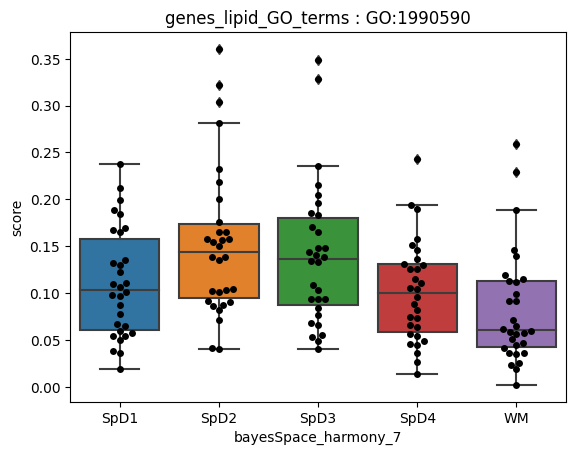 genes_lipid_GO_terms : GO:1990590
score
0.35
0.30
0.25
0.20
0.15
0.10
0.05
0.00
SpD1 SpD2 SpD3 SpD4 WM
bayesSpace_harmony_7